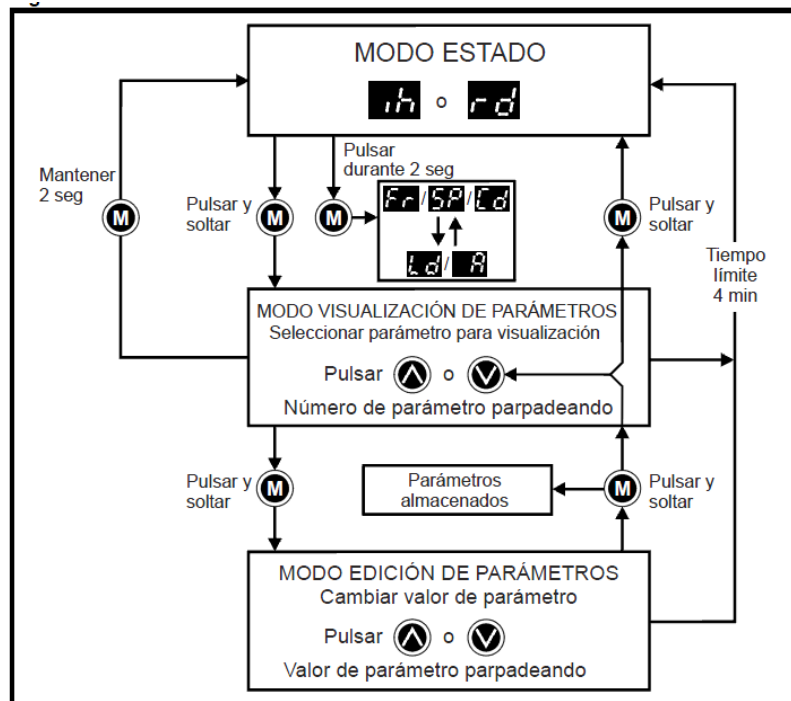 MODO ESTADO
ih o rd
Mantener
2 seg
M
Pulsar y
soltar
M
Pulsar
durante 2 seg
M
Fr/SP/Cd
Ld/ A
M
Pulsar y
soltar
Tiempo
límite
4 min
MODO VISUALIZACIÓN DE PARÁMETROS
Seleccionar parámetro para visualización
Pulsar o
Número de parámetro parpadeando
Pulsar y
soltar
M
Parámetros
almacenados
M
Pulsar y
soltar
MODO EDICIÓN DE PARÁMETROS
Cambiar valor de parámetro
Pulsar o
Valor de parámetro parpadeando